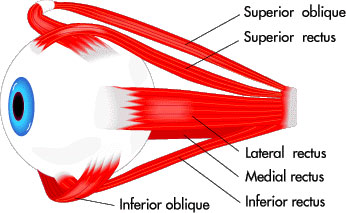 Superior oblique
Superior rectus
Lateral rectus
Medial rectus
Inferior rectus
Inferior oblique